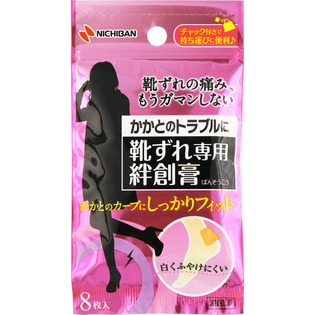 NICHIBAN
チャック付きで
持ち運びに便利♪
靴ずれの痛み、
もうガマンしない
かかとのトラブルに
靴ずれ専用
絆創膏
ばんそうこう
かかとのカーブにしっかりフィット
白くふやけにくい
8枚入